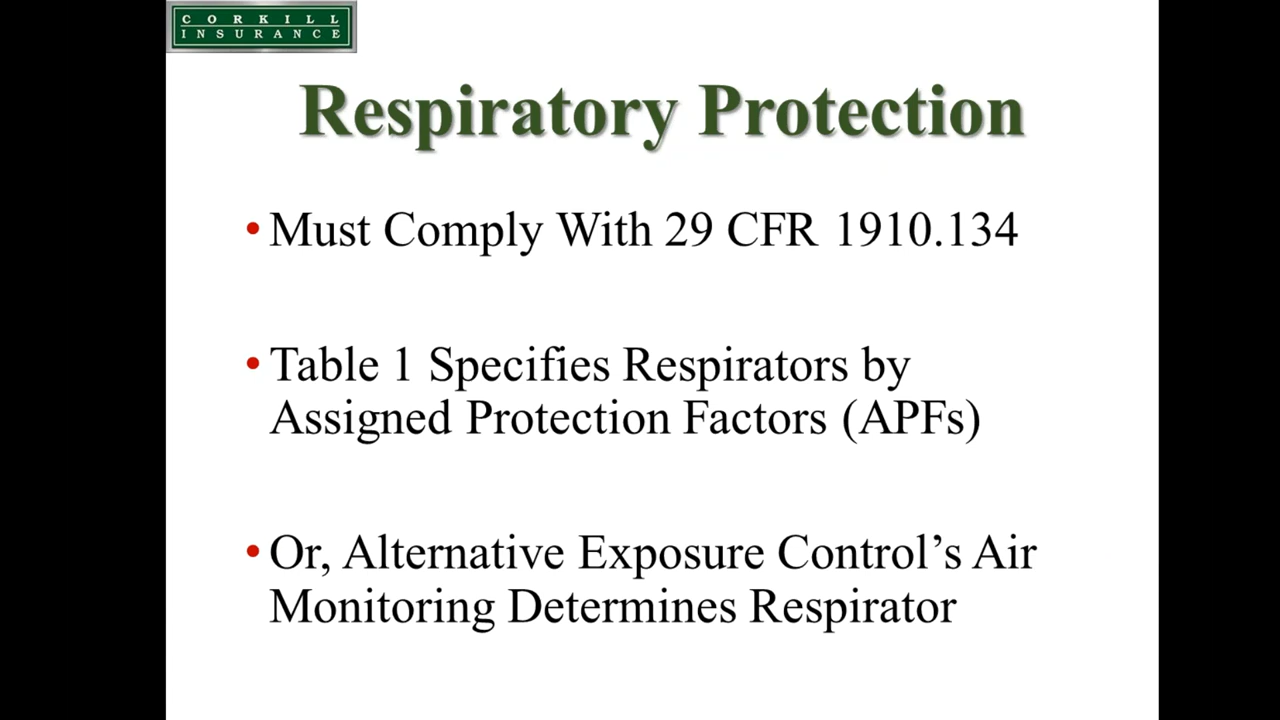 CORKILL
INSURANCE
Respiratory Protection
•Must Comply With 29 CFR 1910.134
•Table 1 Specifies Respirators by
Assigned Protection Factors (APFs)
•Or, Alternative Exposure Control’s Air
Monitoring Determines Respirator